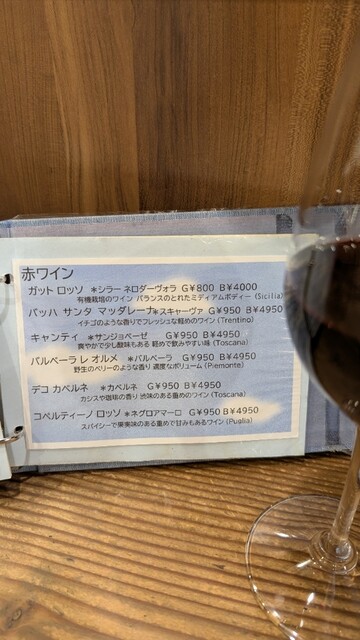 赤ワイン
ガット ロッソ ＊シラー ネロダーヴォラ G¥800 B¥4000
有機栽培のワイン バランスのとれたミディアムボディー (Sicilia)
バッハ サンタ マッダレーナ＊スキャーヴァ G¥950 B¥4950
イチゴのような香りでフレッシュな軽めのワイン (Trentino)
キャンティ ＊サンジョベーゼ G¥950 B¥4950
爽やかで少し酸味もある 軽めで飲みやすい味 (Toscana)
バルベーラ レ オルメ ＊バルベーラ G¥950 B¥4950
野生のベリーのような香り 適度なボリューム (Piemonte)
デコ カベルネ ＊カベルネ G¥950 B¥4950
カシスや珈琲の香り 渋味のある重めのワイン (Toscana)
コペルティーノ ロッソ ＊ネグロアマーロ G¥950 B¥4950
スパイシーで果実味のある重めで甘みもあるワイン (Puglia)